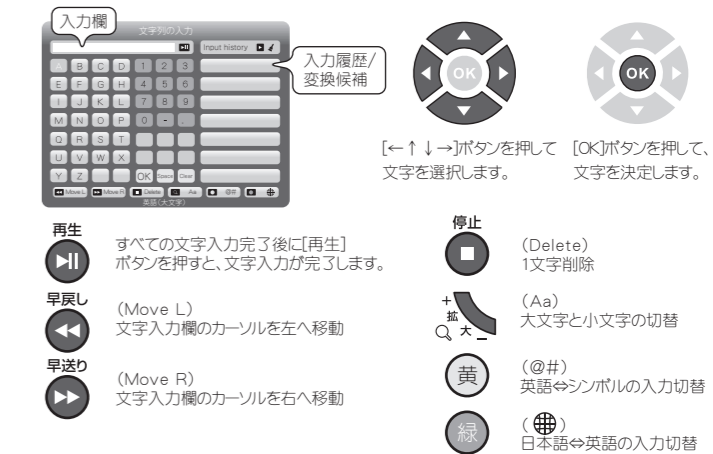 入力欄
文字列の入力
Input history
入力履歴/
変換候補
A B C D 1 2 3
E F G H 4 5 6
I J K L 7 8 9
M N O P 0 - .
Q R S T
U V W X
Y Z OK Space Clear
Move L Move R Delete Aa @# 
英語(大文字)
OK
OK
[←↑↓→]ボタンを押して
文字を選択します。
[OK]ボタンを押して、
文字を決定します。
再生
すべての文字入力完了後に[再生]
ボタンを押すと、文字入力が完了します。
早戻し
(Move L)
文字入力欄のカーソルを左へ移動
早送り
(Move R)
文字入力欄のカーソルを右へ移動
停止
(Delete)
1文字削除
+
拡
大
-
(Aa)
大文字と小文字の切替
黄
(@#)
英語⇔シンボルの入力切替
緑
日本語⇔英語の入力切替